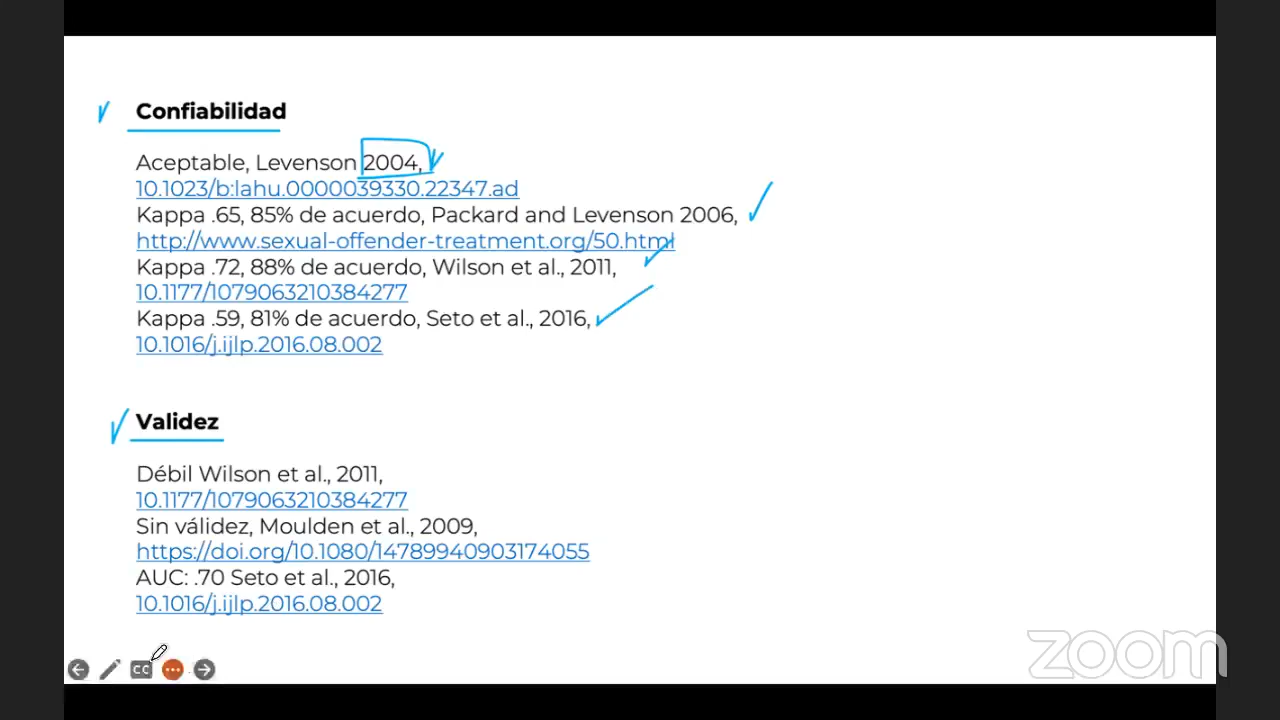 Confiabilidad
Aceptable, Levenson 2004,
10.1023/b:lahu.0000039330.22347.ad
Kappa .65, 85% de acuerdo, Packard and Levenson 2006,
http://www.sexual-offender-treatment.org/50.html
Kappa .72, 88% de acuerdo, Wilson et al., 2011,
10.1177/1079063210384277
Kappa .59, 81% de acuerdo, Seto et al., 2016,
10.1016/j.ijlp.2016.08.002
Validez
Débil Wilson et al., 2011,
10.1177/1079063210384277
Sin válidez, Moulden et al., 2009,
https://doi.org/10.1080/14789940903174055
AUC: .70 Seto et al., 2016,
10.1016/j.ijlp.2016.08.002
CC
zoom